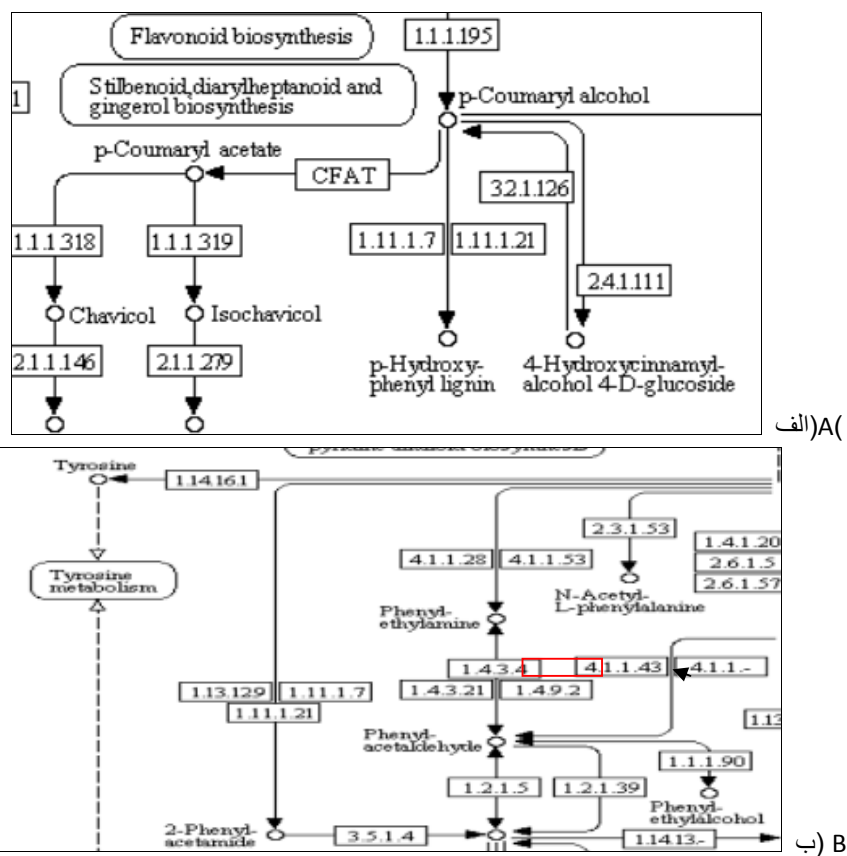 Flavonoid biosynthesis
1.1.1.195
Stilbenoid,diarylheptanoid and
gingerol biosynthesis
1
p-Coumaryl alcohol
p-Coumaryl acetate
CFAT
3.2.1.126
1.1.1.318
1.1.1.319
1.11.1.7
1.11.1.21
2.4.1.111
Chavicol
Isochavicol
2.1.1.146
2.1.1.279
p-Hydroxy-
phenyl lignin
4-Hydroxycinnamyl-
alcohol 4-D-glucoside
الف)A(
Tyrosine
1.14.16.1
2.3.1.53
1.4.1.20
4.1.1.28
4.1.1.53
2.6.1.5
2.6.1.57
Tyrosine
metabolism
N-Acetyl-
L-phenylalanine
Phenyl-
ethylamine
1.4.3.4
4.1.1.43
4.1.1.-
1.13.12.9
1.11.1.7
1.4.3.21
1.4.9.2
1.11.1.21
1.13
Phenyl-
acetaldehyde
1.1.1.90
1.2.1.5
1.2.1.39
Phenyl-
ethylalcohol
2-Phenyl-
acetamide
3.5.1.4
1.14.13.-
ب) B